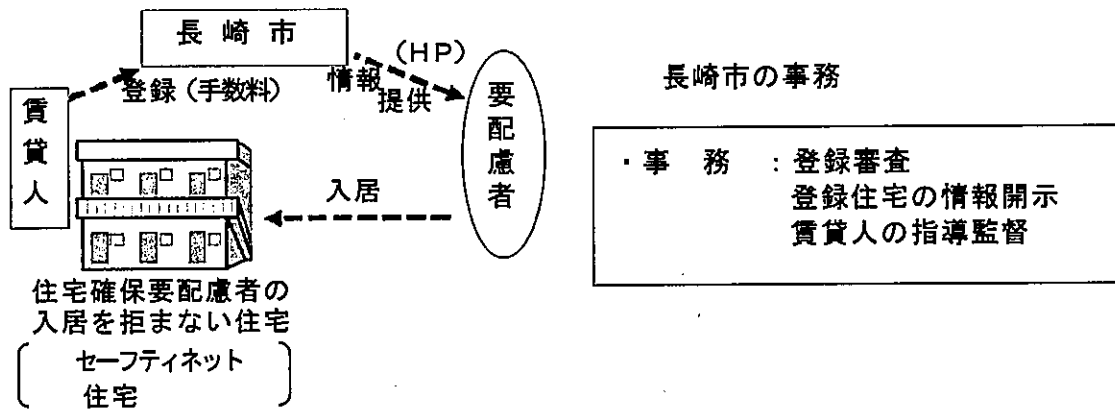 長崎市
(HP)
登録(手数料)
情報
提供
賃貸人
要配慮者
入居
住宅確保要配慮者の
入居を拒まない住宅
セーフティネット
住宅
長崎市の事務
・事務 :登録審査
登録住宅の情報開示
賃貸人の指導監督